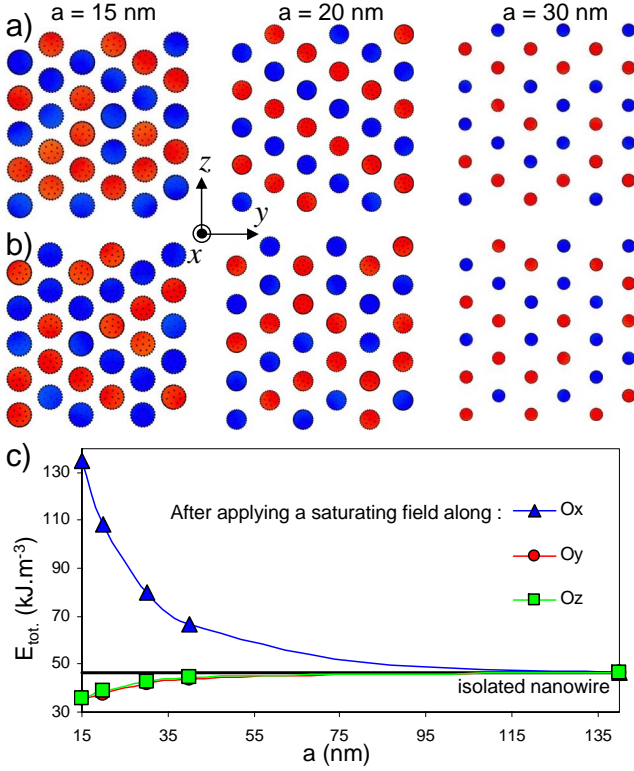 a = 15 nm a = 20 nm a = 30 nm
a)
z
y
x
b)
c)
130
110
90
70
50
30
E_tot. (kJ.m⁻³)
After applying a saturating field along :
Ox
Oy
Oz
isolated nanowire
15 35 55 75 95 115 135
a (nm)